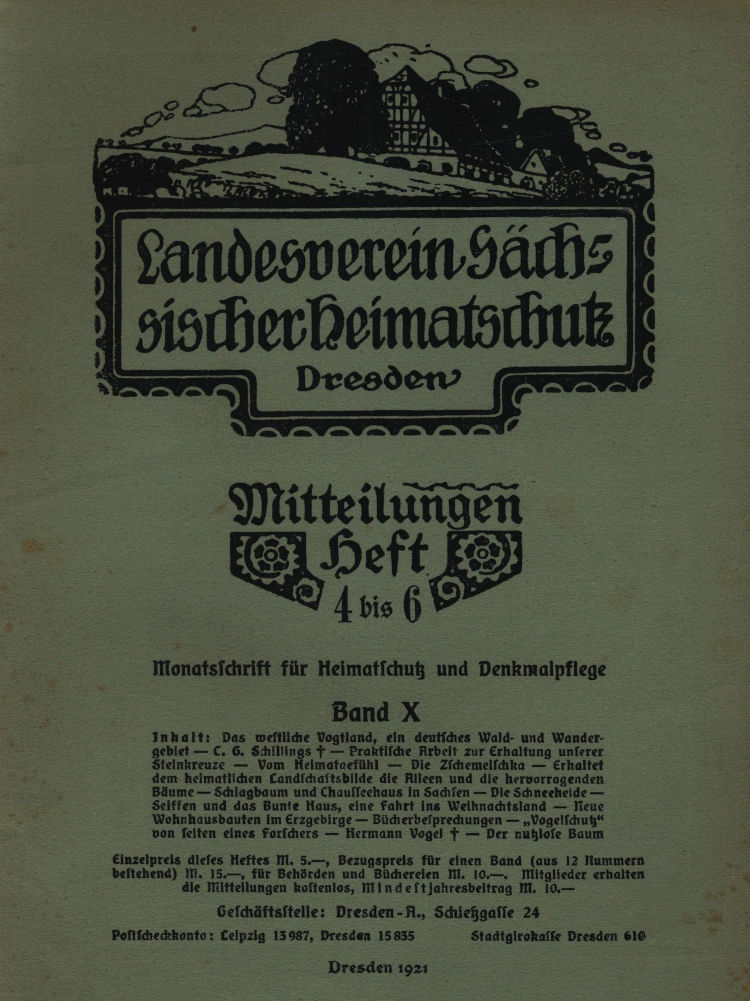 Landesverein Säch-
sischer Heimatschutz
Dresden
Mitteilungen
Heft
4 bis 6
Monatsschrift für Heimatschutz und Denkmalpflege
Band X
Inhalt: Das westliche Vogtland, ein deutsches Wald- und Wander-
gebiet — C. G. Schillings † — Praktische Arbeit zur Erhaltung unserer
Steinkreuze — Vom Heimatgefühl — Die Zschemelschka — Erhaltet
dem heimatlichen Landschaftsbilde die Alleen und die hervorragenden
Bäume — Schlagbaum und Chausseehaus in Sachsen — Die Schneeheide —
Seiffen und das Bunte Haus, eine Fahrt ins Weihnachtsland — Neue
Wohnhausbauten im Erzgebirge — Bücherbesprechungen — „Vogelschutz“
von seiten eines Forschers — Hermann Vogel † — Der nutzlose Baum
Einzelpreis dieses Heftes M. 5.—, Bezugspreis für einen Band (aus 12 Nummern
bestehend) M. 15.—, für Behörden und Büchereien M. 10.—. Mitglieder erhalten
die Mitteilungen kostenlos, Mindestjahresbeitrag M. 10.—
Geschäftsstelle: Dresden-A., Schießgasse 24
Postscheckkonto: Leipzig 13987, Dresden 15835 Stadtgirokasse Dresden 610
Dresden 1921